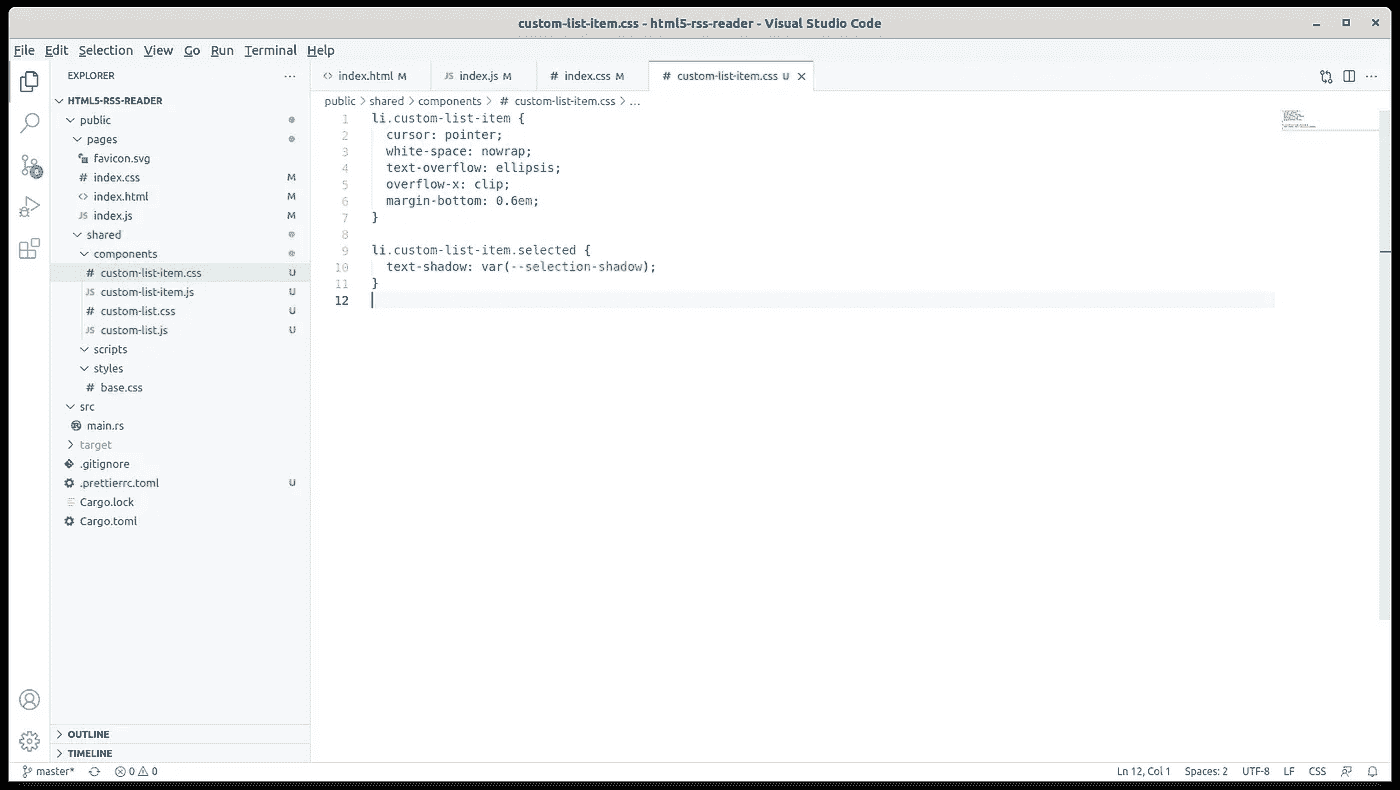 custom-list-item.css - html5-rss-reader - Visual Studio Code
File Edit Selection View Go Run Terminal Help
EXPLORER
HTML5-RSS-READER
public
pages
favicon.svg
# index.css M
<> index.html M
JS index.js M
shared
components
# custom-list-item.css U
JS custom-list-item.js U
# custom-list.css U
JS custom-list.js U
scripts
styles
# base.css
src
main.rs
target
.gitignore
.prettierrc.toml U
Cargo.lock
Cargo.toml
OUTLINE
TIMELINE
<> index.html M JS index.js M # index.css M # custom-list-item.css U
public > shared > components > # custom-list-item.css > ...
1 li.custom-list-item {
2 cursor: pointer;
3 white-space: nowrap;
4 text-overflow: ellipsis;
5 overflow-x: clip;
6 margin-bottom: 0.6em;
7 }
8
9 li.custom-list-item.selected {
10 text-shadow: var(--selection-shadow);
11 }
12
master* 0 0 Ln 12, Col 1 Spaces: 2 UTF-8 LF CSS